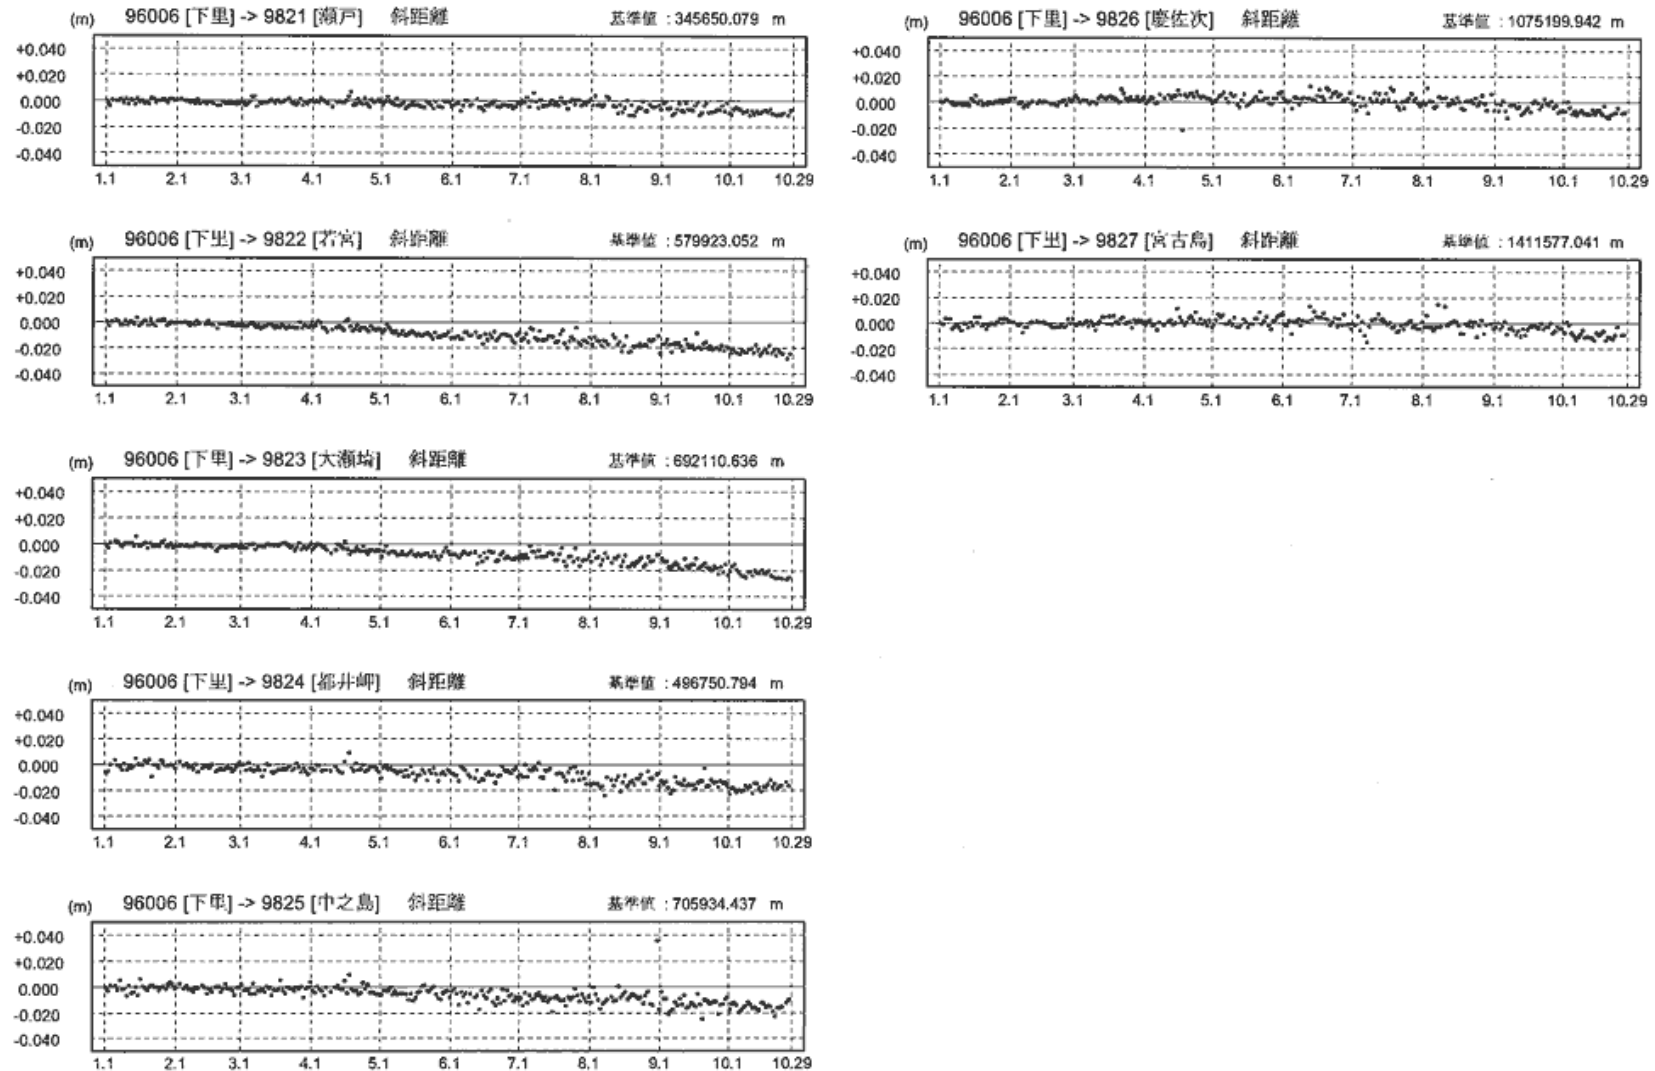 (m) 96006 [下里] -> 9821 [瀬戸] 斜距離 基準値 : 345650.079 m
+0.040
+0.020
0.000
-0.020
-0.040
1.1 2.1 3.1 4.1 5.1 6.1 7.1 8.1 9.1 10.1 10.29
(m) 96006 [下里] -> 9822 [若宮] 斜距離 基準値 : 579923.052 m
+0.040
+0.020
0.000
-0.020
-0.040
1.1 2.1 3.1 4.1 5.1 6.1 7.1 8.1 9.1 10.1 10.29
(m) 96006 [下里] -> 9823 [大瀬埼] 斜距離 基準値 : 692110.636 m
+0.040
+0.020
0.000
-0.020
-0.040
1.1 2.1 3.1 4.1 5.1 6.1 7.1 8.1 9.1 10.1 10.29
(m) 96006 [下里] -> 9824 [都井岬] 斜距離 基準値 : 496750.794 m
+0.040
+0.020
0.000
-0.020
-0.040
1.1 2.1 3.1 4.1 5.1 6.1 7.1 8.1 9.1 10.1 10.29
(m) 96006 [下里] -> 9825 [中之島] 斜距離 基準値 : 705934.437 m
+0.040
+0.020
0.000
-0.020
-0.040
1.1 2.1 3.1 4.1 5.1 6.1 7.1 8.1 9.1 10.1 10.29
(m) 96006 [下里] -> 9826 [慶佐次] 斜距離 基準値 : 1075199.942 m
+0.040
+0.020
0.000
-0.020
-0.040
1.1 2.1 3.1 4.1 5.1 6.1 7.1 8.1 9.1 10.1 10.29
(m) 96006 [下里] -> 9827 [宮古島] 斜距離 基準値 : 1411577.041 m
+0.040
+0.020
0.000
-0.020
-0.040
1.1 2.1 3.1 4.1 5.1 6.1 7.1 8.1 9.1 10.1 10.29